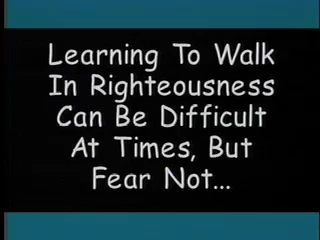 Learning To Walk
In Righteousness
Can Be Difficult
At Times, But
Fear Not...